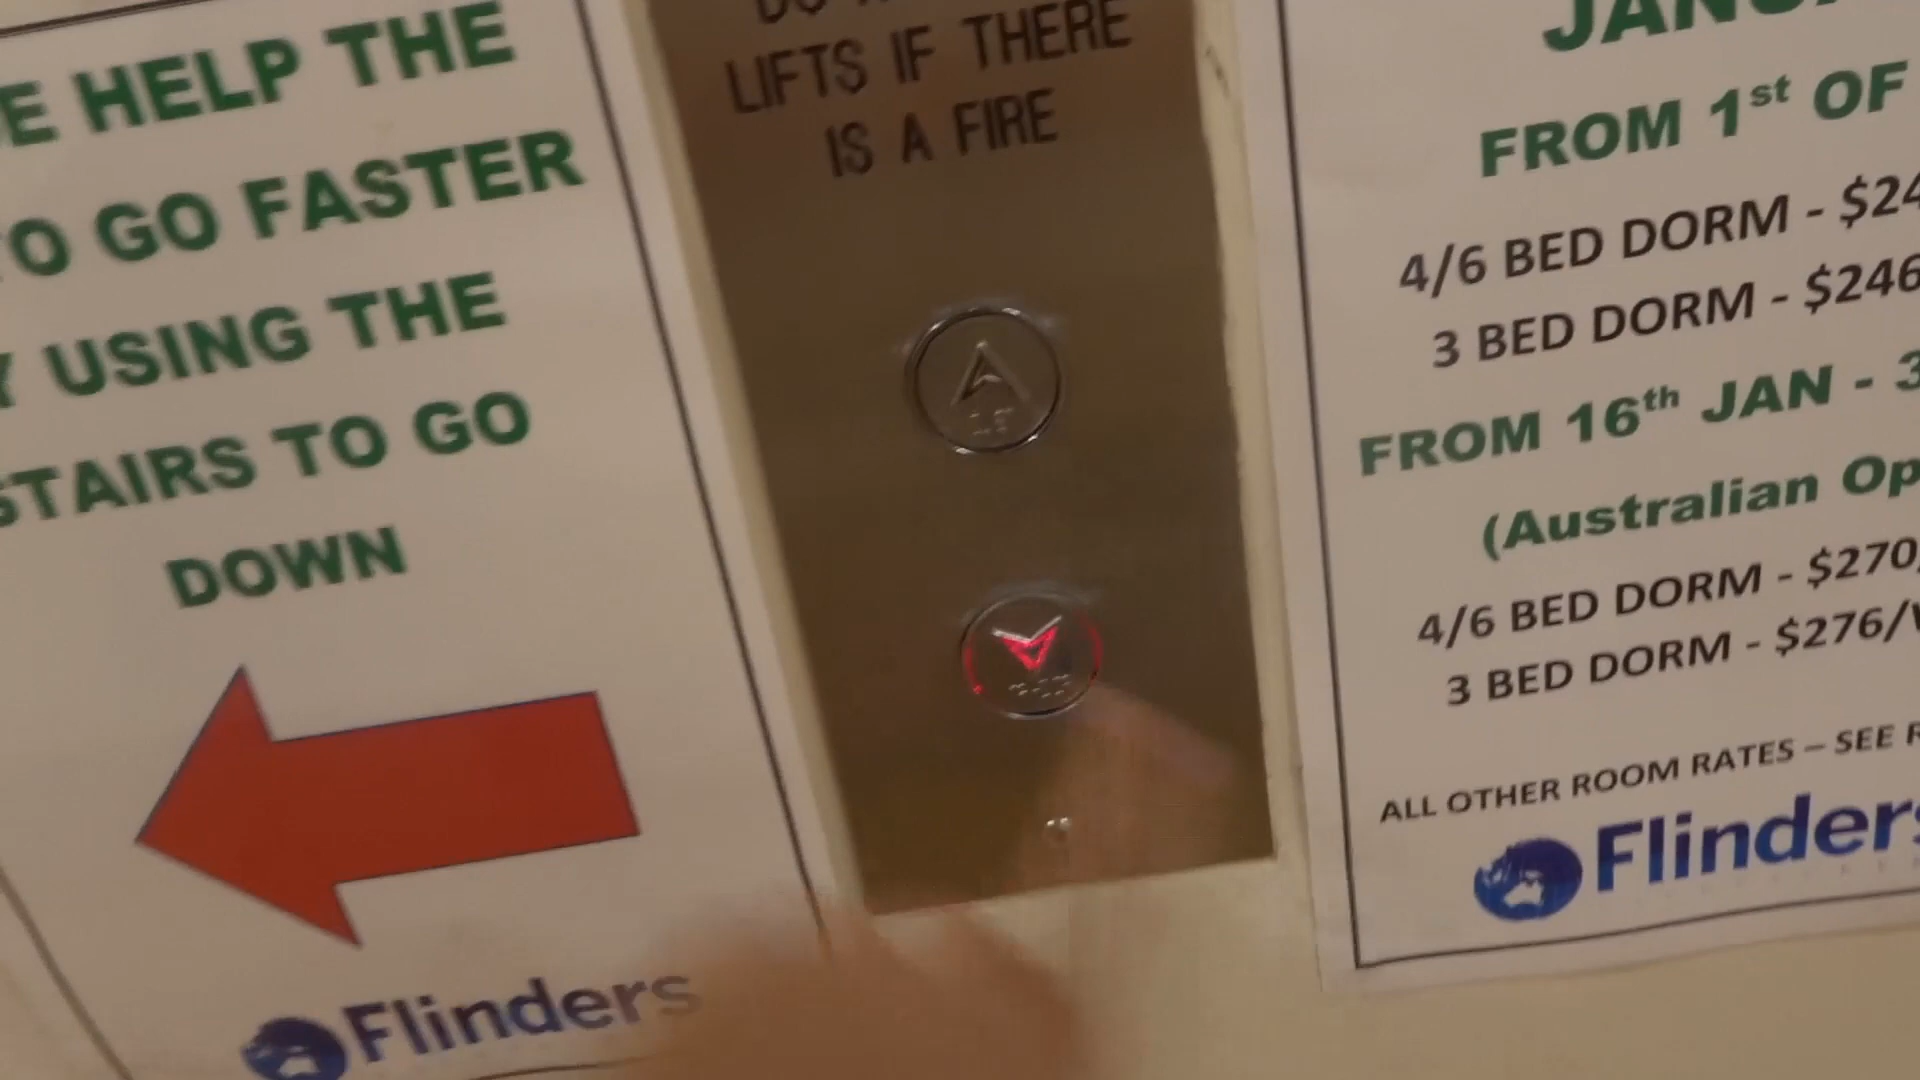 E HELP THE
TO GO FASTER
Y USING THE
STAIRS TO GO
DOWN
Flinders
LIFTS IF THERE
IS A FIRE
FROM 1st OF
4/6 BED DORM - $24
3 BED DORM - $246
FROM 16th JAN - 3
(Australian Op
4/6 BED DORM - $270
3 BED DORM - $276/
ALL OTHER ROOM RATES – SEE R
Flinders